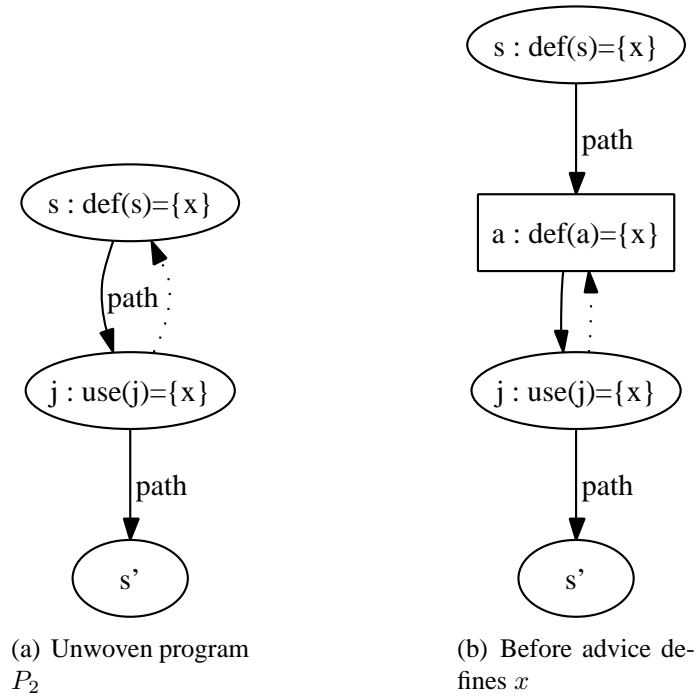 s : def(s)={x}
path
j : use(j)={x}
path
s’
(a) Unwoven program
P₂
s : def(s)={x}
path
a : def(a)={x}
j : use(j)={x}
path
s’
(b) Before advice de-
fines x